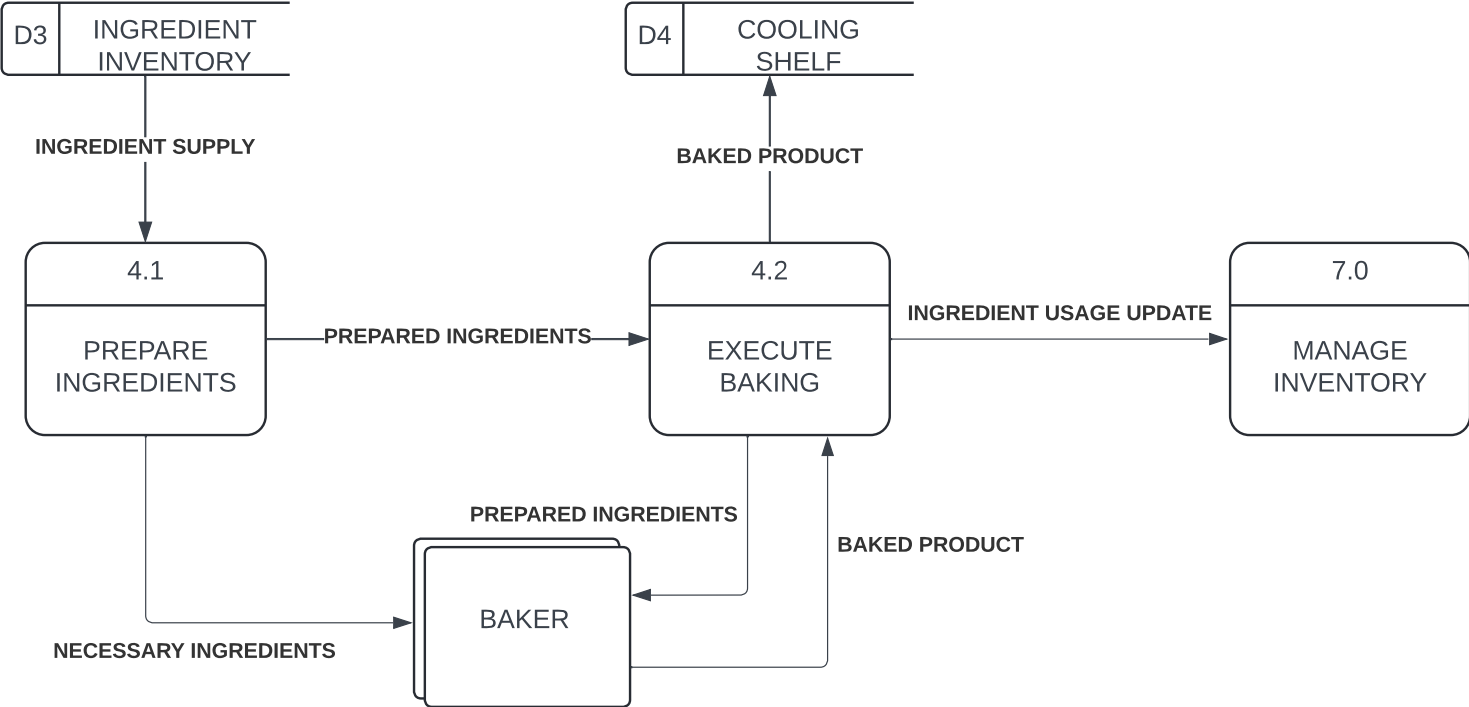 D3
INGREDIENT
INVENTORY
D4
COOLING
SHELF
INGREDIENT SUPPLY
BAKED PRODUCT
4.1
4.2
7.0
INGREDIENT USAGE UPDATE
PREPARED INGREDIENTS
PREPARE
INGREDIENTS
EXECUTE
BAKING
MANAGE
INVENTORY
PREPARED INGREDIENTS
BAKED PRODUCT
BAKER
NECESSARY INGREDIENTS